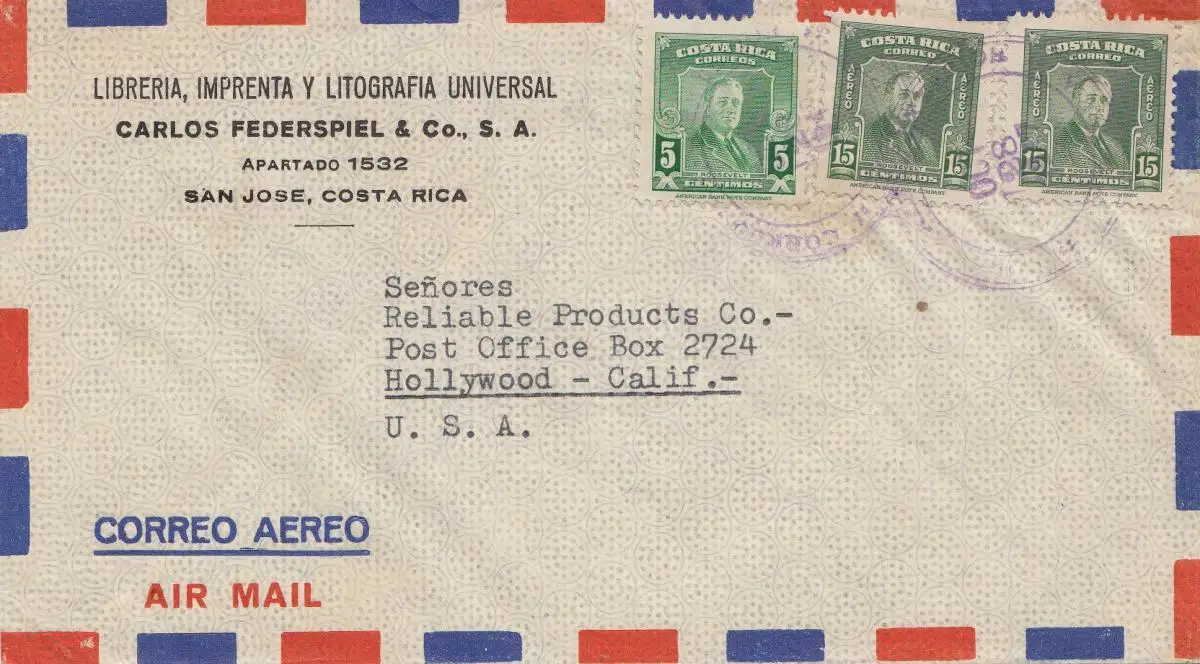 LIBRERIA, IMPRENTA Y LITOGRAFIA UNIVERSAL
CARLOS FEDERSPIEL & Co., S. A.
APARTADO 1532
SAN JOSE, COSTA RICA
COSTA RICA
CORREOS
5 5
ROOSEVELT
CENTIMOS
AMERICAN BANK NOTE COMPANY
COSTA RICA
CORREO
AEREO AEREO
15 15
ROOSEVELT
CENTIMOS
AMERICAN BANK NOTE COMPANY
COSTA RICA
CORREO
AEREO AEREO
15 15
ROOSEVELT
CENTIMOS
AMERICAN BANK NOTE COMPANY
Señores
Reliable Products Co.-
Post Office Box 2724
Hollywood - Calif.-
U. S. A.
CORREO AEREO
AIR MAIL